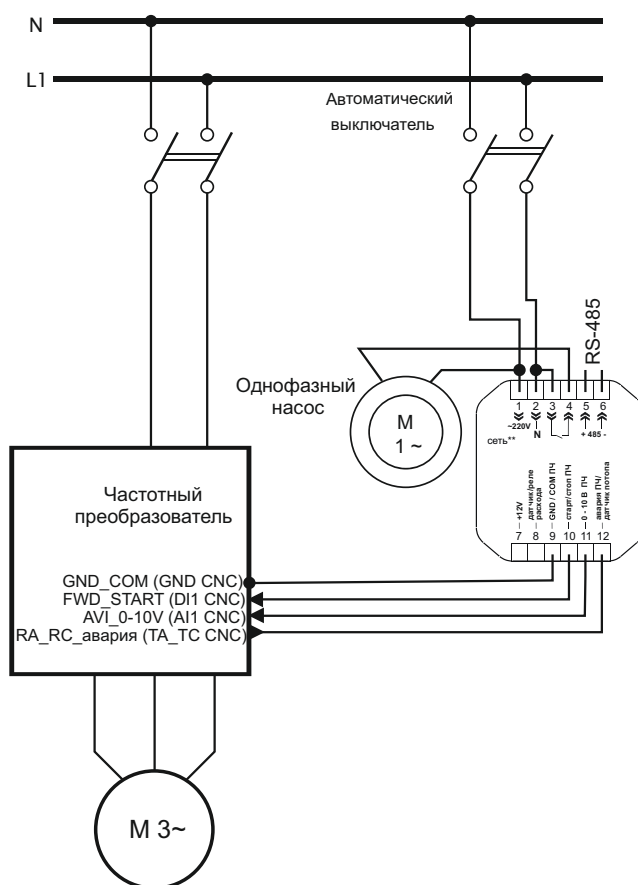 N
L1
Автоматический
выключатель
RS-485
Однофазный
насос
М
1 ~
1 2 3 4 5 6
~220V
N
+ 485 -
сеть**
Частотный
преобразователь
+12V
датчик/реле
расхода
GND / COM ПЧ
старт/стоп ПЧ
0 - 10 В ПЧ
авария ПЧ/
датчик потопа
7 8 9 10 11 12
GND_COM (GND CNC)
FWD_START (DI1 CNC)
AVI_0-10V (AI1 CNC)
RA_RC_авария (TA_TC CNC)
М 3~